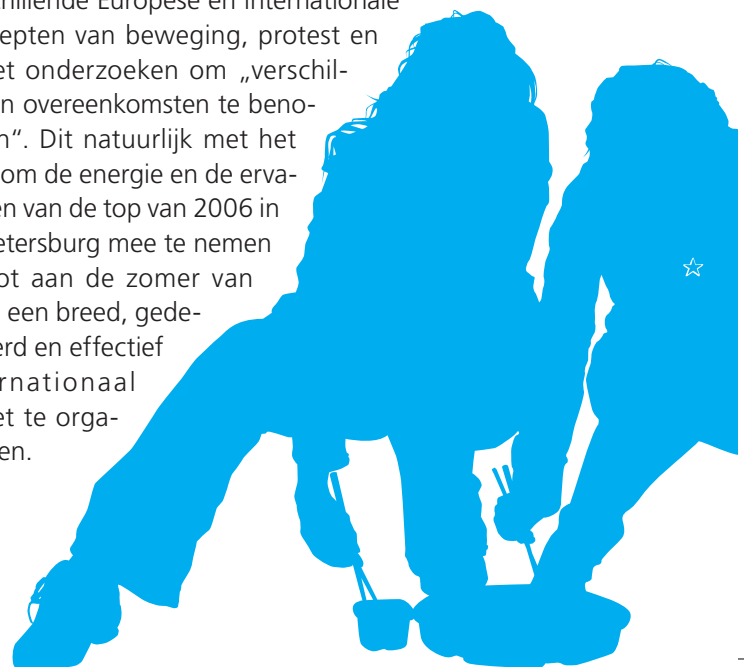 chillende Europese en internationale
epten van beweging, protest en
et onderzoeken om „verschil-
n overeenkomsten te beno-
n“. Dit natuurlijk met het
om de energie en de erva-
en van de top van 2006 in
etersburg mee te nemen
ot aan de zomer van
een breed, gede-
erd en effectief
rnationaal
et te orga-
en.